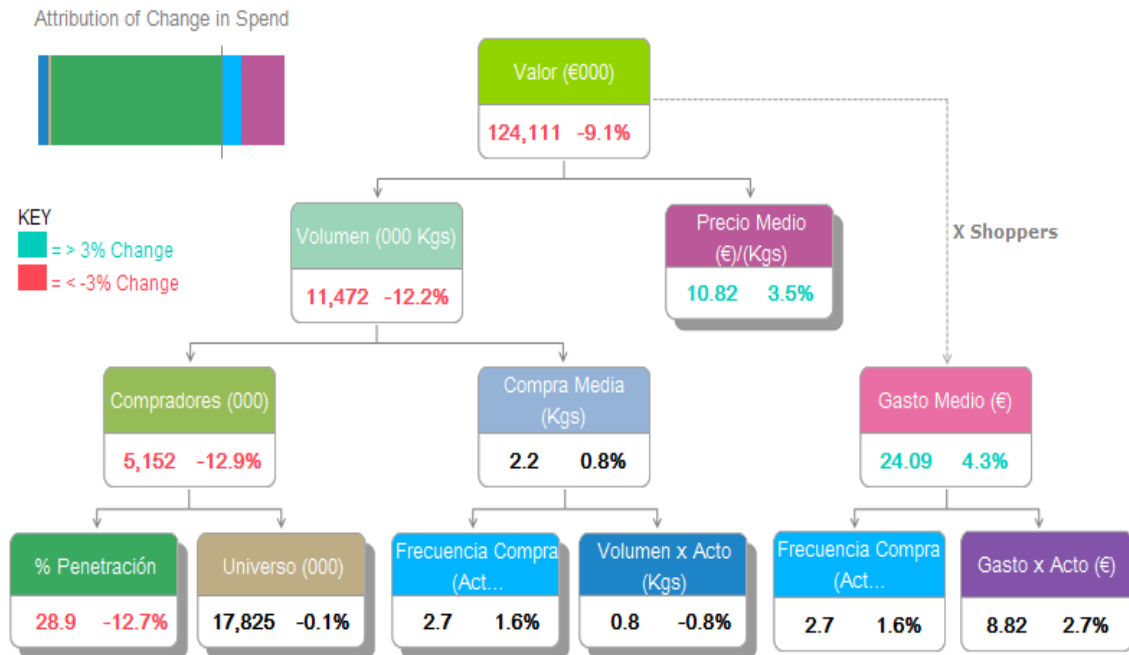 Attribution of Change in Spend
Valor (€000)
124,111 -9.1%
KEY
= > 3% Change
= < -3% Change
Volumen (000 Kgs)
11,472 -12.2%
Precio Medio
(€)/(Kgs)
10.82 3.5%
X Shoppers
Compradores (000)
5,152 -12.9%
Compra Media
(Kgs)
2.2 0.8%
Gasto Medio (€)
24.09 4.3%
% Penetración
28.9 -12.7%
Universo (000)
17,825 -0.1%
Frecuencia Compra
(Act...
2.7 1.6%
Volumen x Acto
(Kgs)
0.8 -0.8%
Frecuencia Compra
(Act...
2.7 1.6%
Gasto x Acto (€)
8.82 2.7%